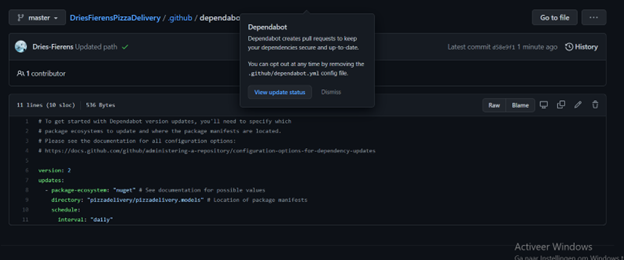 master
DriesFierensPizzaDelivery / .github / dependabo
Go to file
...
Dependabot
Dependabot creates pull requests to keep
your dependencies secure and up-to-date.
You can opt out at any time by removing the
.github/dependabot.yml config file.
View update status Dismiss
Dries-Fierens Updated path
Latest commit 1 minute ago History
1 contributor
11 lines (10 sloc) 536 Bytes
Raw Blame
1 # To get started with Dependabot version updates, you'll need to specify which
2 # package ecosystems to update and where the package manifests are located.
3 # Please see the documentation for all configuration options:
4 # https://docs.github.com/github/administering-a-repository/configuration-options-for-dependency-updates
5
6 version: 2
7 updates:
8 - package-ecosystem: "nuget" # See documentation for possible values
9 directory: "pizzadelivery/pizzadelivery.models" # Location of package manifests
10 schedule:
11 interval: "daily"
Activeer Windows
Ga naar Instellingen om Windows t